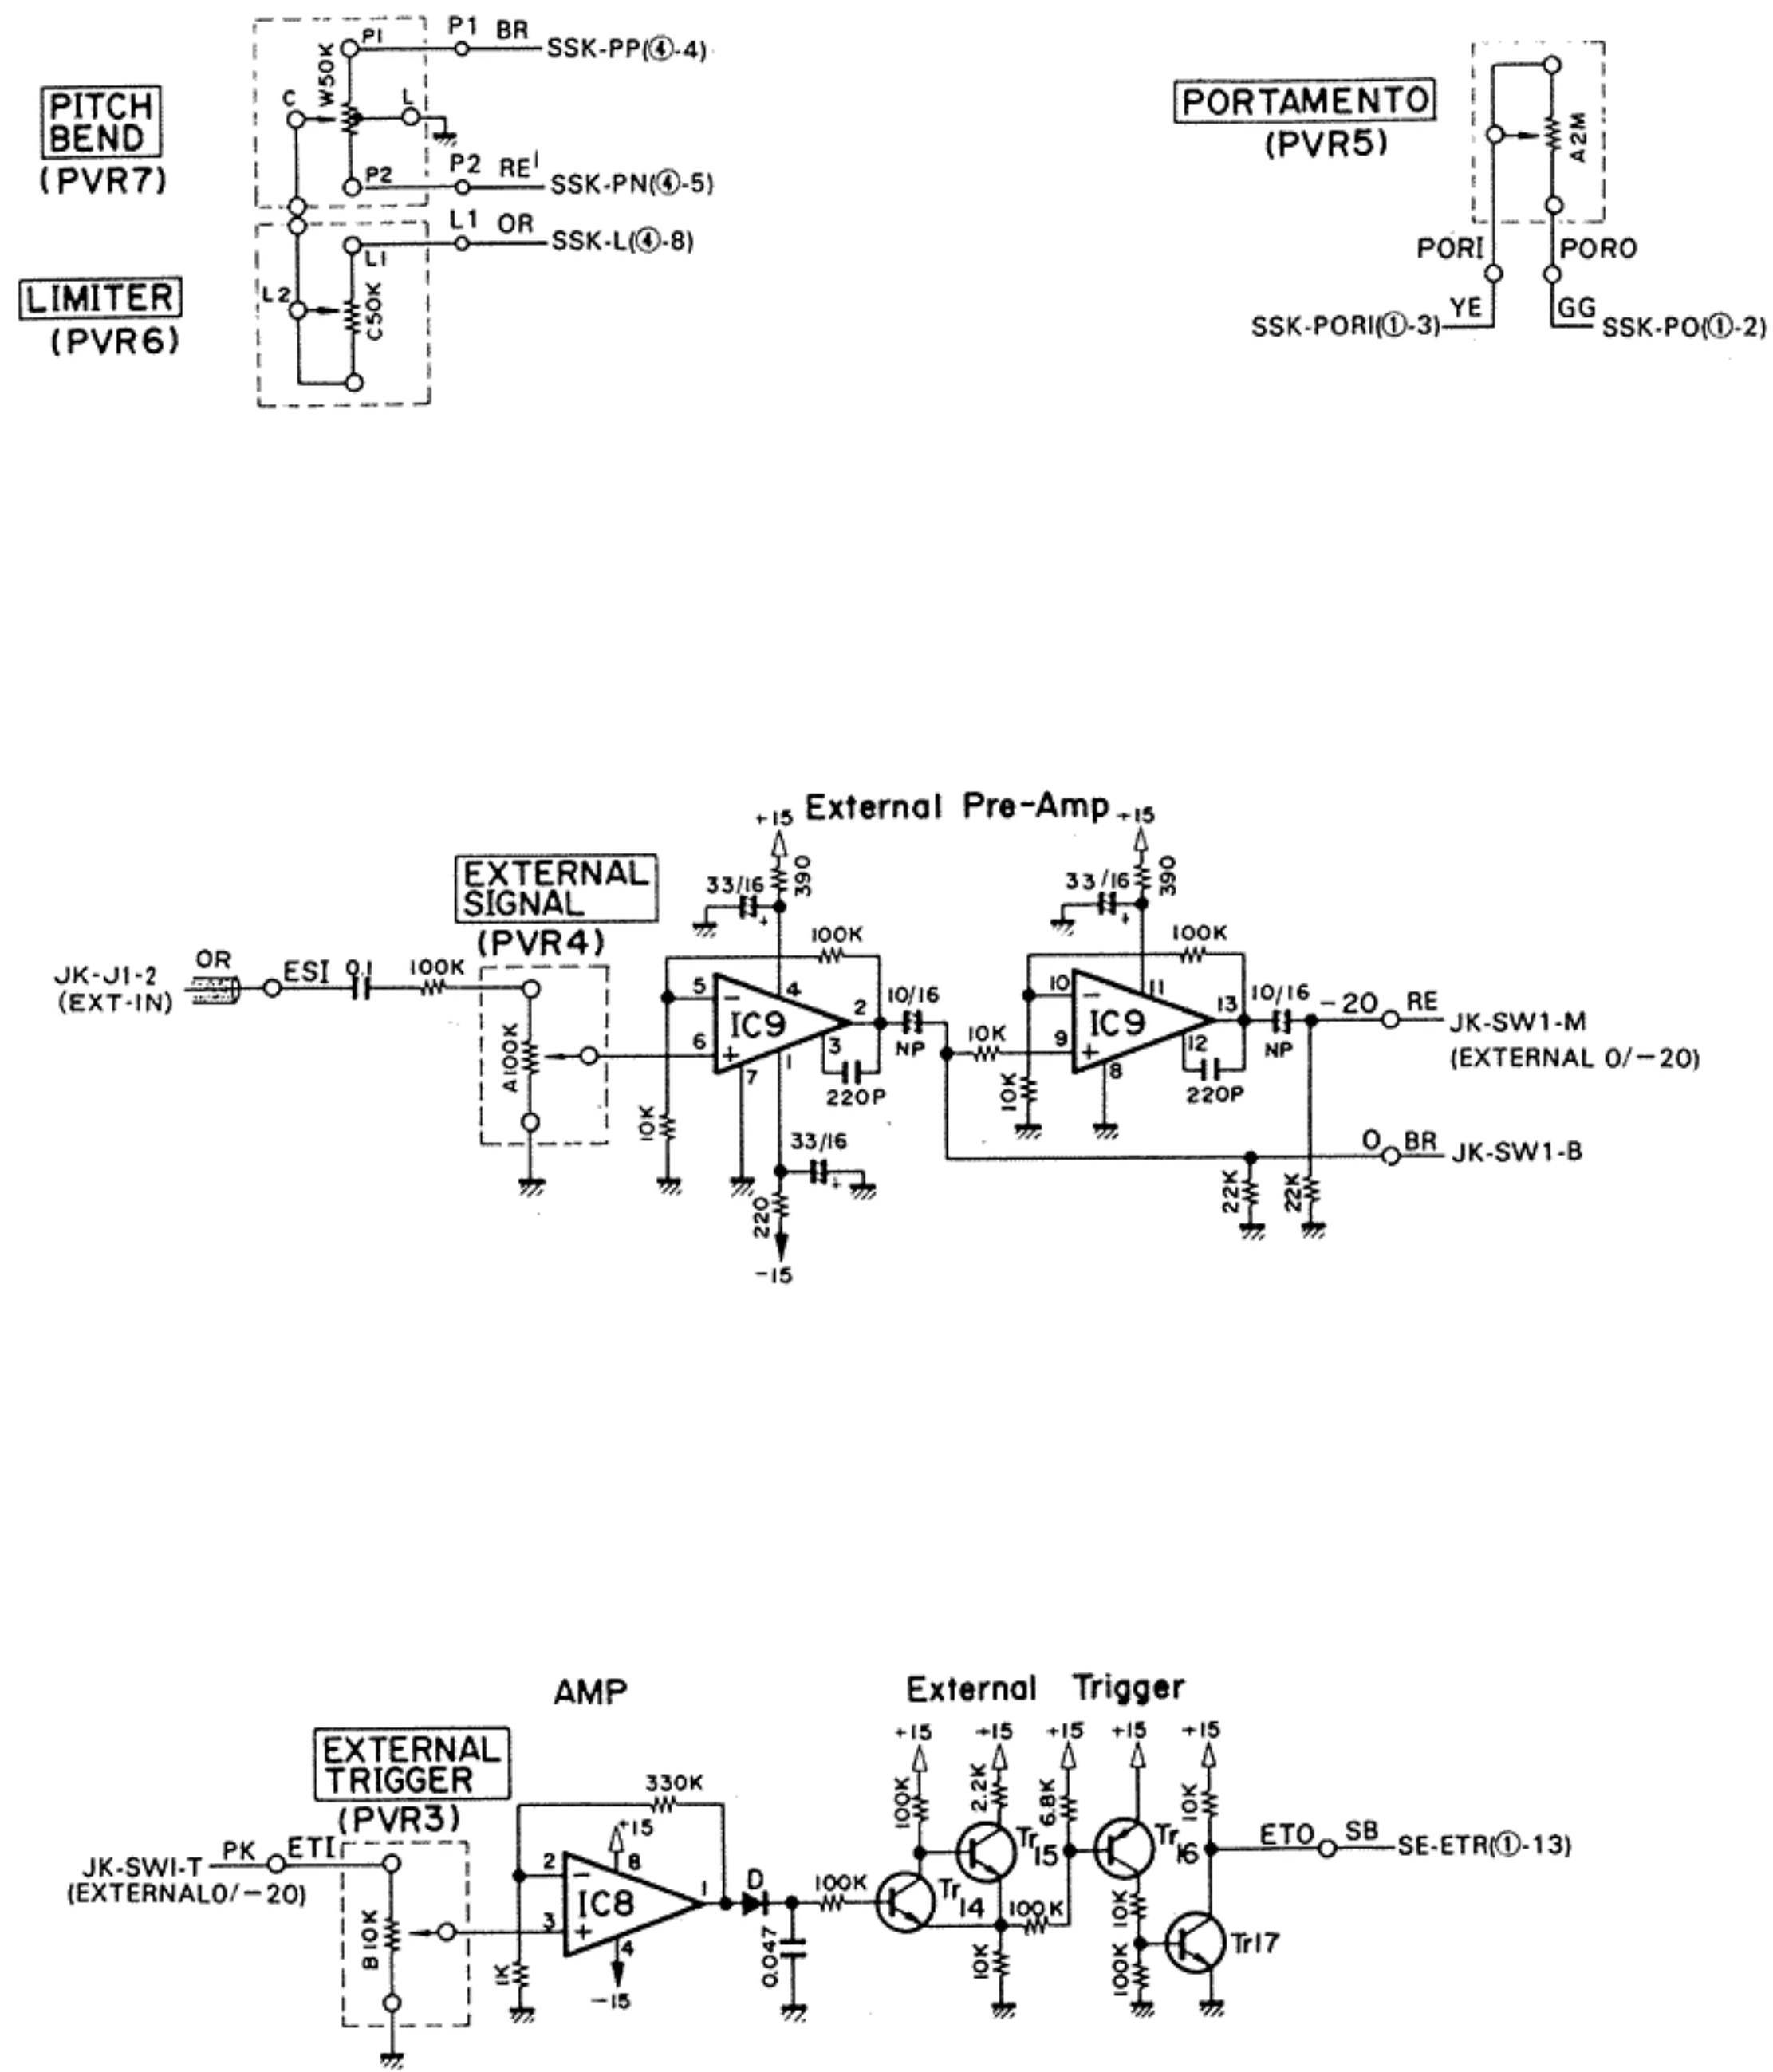 PITCH
BEND
(PVR7)
P1
W50K
C
L
P2
P1 BR SSK-PP(④-4)
P2 RE SSK-PN(④-5)
L1 OR SSK-L(④-8)
LIMITER
(PVR6)
L2
L1
C50K
PORTAMENTO
(PVR5)
A2M
PORI
PORO
YE
GG
SSK-PORI(①-3)
SSK-PO(①-2)
External Pre-Amp
EXTERNAL
SIGNAL
(PVR4)
JK-J1-2
(EXT-IN)
OR
ESI
0.1
100K
A100K
+15
390
33/16
+
100K
5
−
IC9
6
+
4
2
3
7
1
220P
10K
33/16
+
220
−15
10/16
NP
10K
+15
390
33/16
+
100K
10
−
IC9
9
+
11
13
12
8
220P
10K
10/16
NP
−20 RE
JK-SW1-M
(EXTERNAL 0/−20)
0 BR JK-SW1-B
22K
22K
AMP
External Trigger
EXTERNAL
TRIGGER
(PVR3)
JK-SW1-T
(EXTERNAL0/−20)
PK
ETI
B10K
330K
+15
8
2
−
IC8
3
+
1
4
−15
1K
D
0.047
100K
+15
100K
Tr14
+15
2.2K
Tr15
10K
100K
+15
6.8K
+15
Tr16
10K
100K
+15
10K
Tr17
ETO
SB
SE-ETR(①-13)